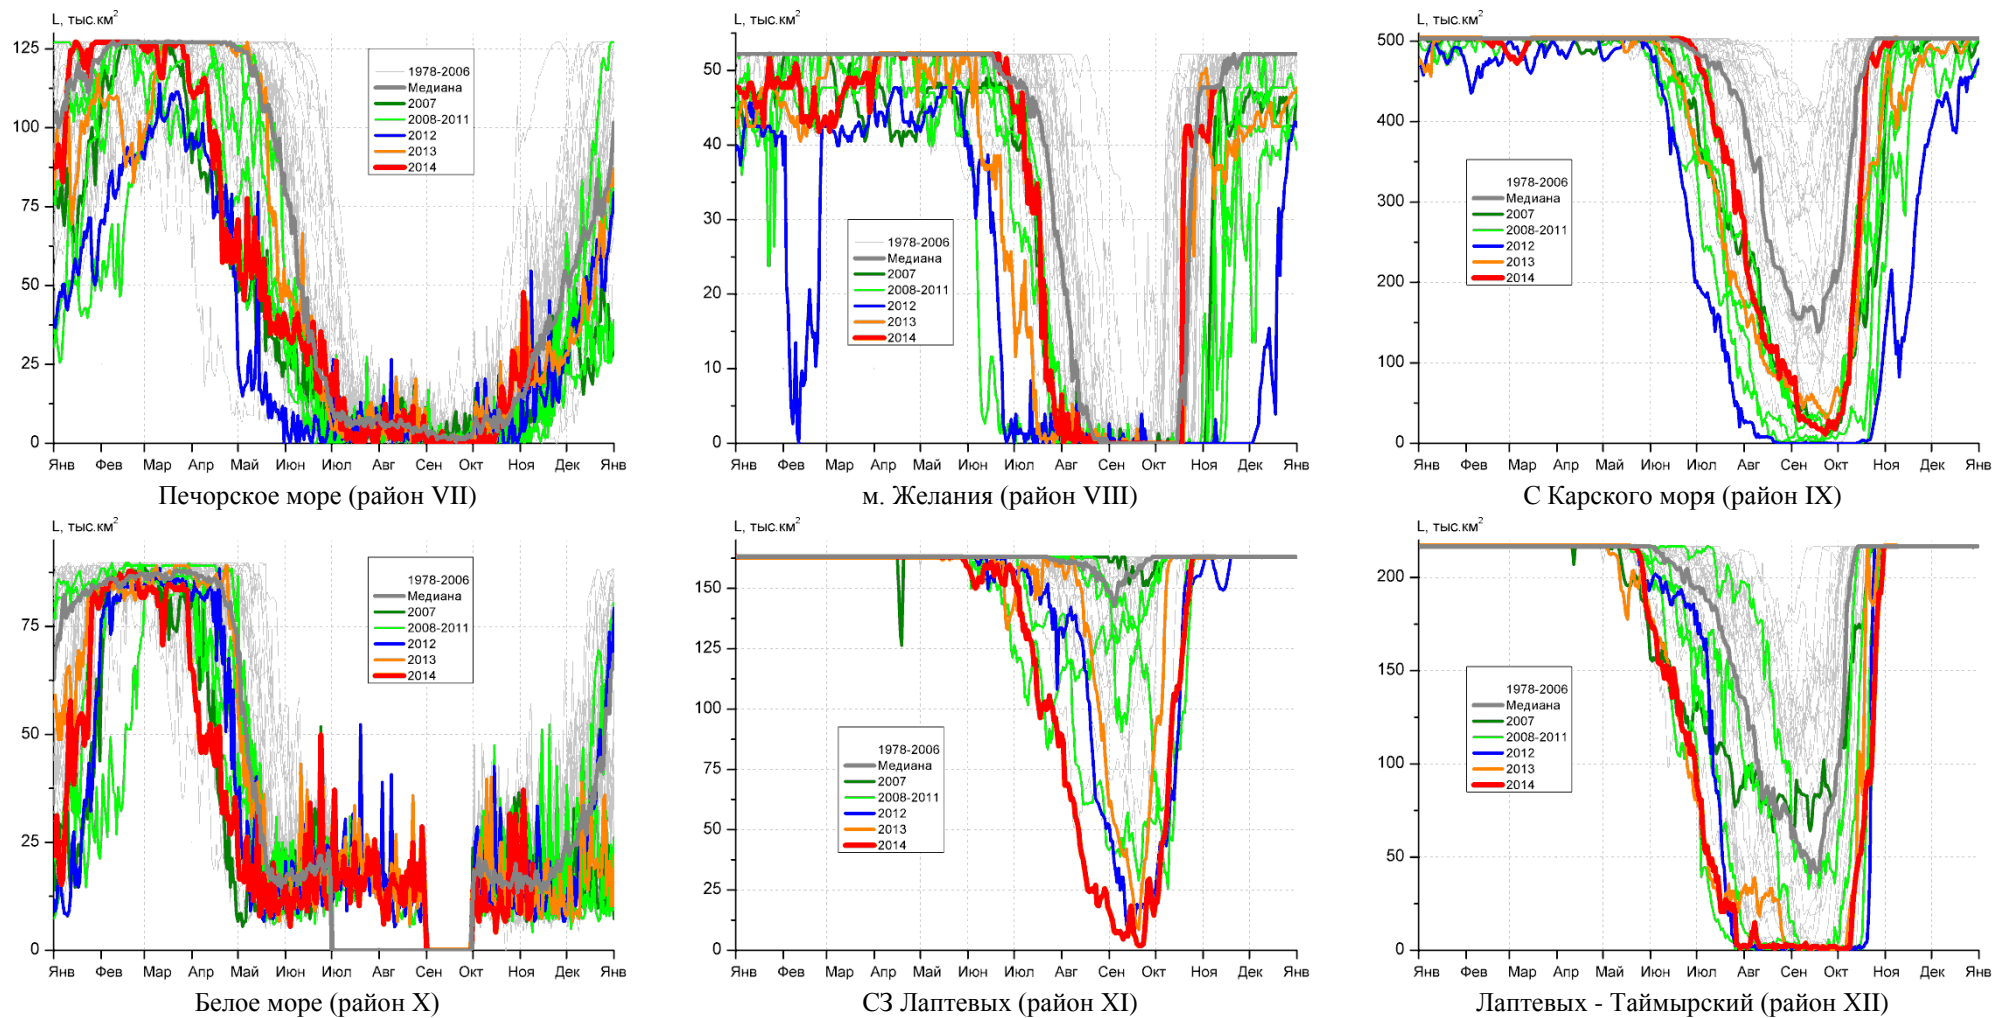 L, тыс.км²
125
100
75
50
25
0
1978-2006
Медиана
2007
2008-2011
2012
2013
2014
Янв Фев Мар Апр Май Июн Июл Авг Сен Окт Ноя Дек Янв
Печорское море (район VII)
L, тыс.км²
50
40
30
20
10
0
1978-2006
Медиана
2007
2008-2011
2012
2013
2014
Янв Фев Мар Апр Май Июн Июл Авг Сен Окт Ноя Дек Янв
м. Желания (район VIII)
L, тыс.км²
500
400
300
200
100
0
1978-2006
Медиана
2007
2008-2011
2012
2013
2014
Янв Фев Мар Апр Май Июн Июл Авг Сен Окт Ноя Дек Янв
С Карского моря (район IX)
L, тыс.км²
75
50
25
0
1978-2006
Медиана
2007
2008-2011
2012
2013
2014
Янв Фев Мар Апр Май Июн Июл Авг Сен Окт Ноя Дек Янв
Белое море (район X)
L, тыс.км²
150
125
100
75
50
25
0
1978-2006
Медиана
2007
2008-2011
2012
2013
2014
Янв Фев Мар Апр Май Июн Июл Авг Сен Окт Ноя Дек Янв
СЗ Лаптевых (район XI)
L, тыс.км²
200
150
100
50
0
1978-2006
Медиана
2007
2008-2011
2012
2013
2014
Янв Фев Мар Апр Май Июн Июл Авг Сен Окт Ноя Дек Янв
Лаптевых - Таймырский (район XII)